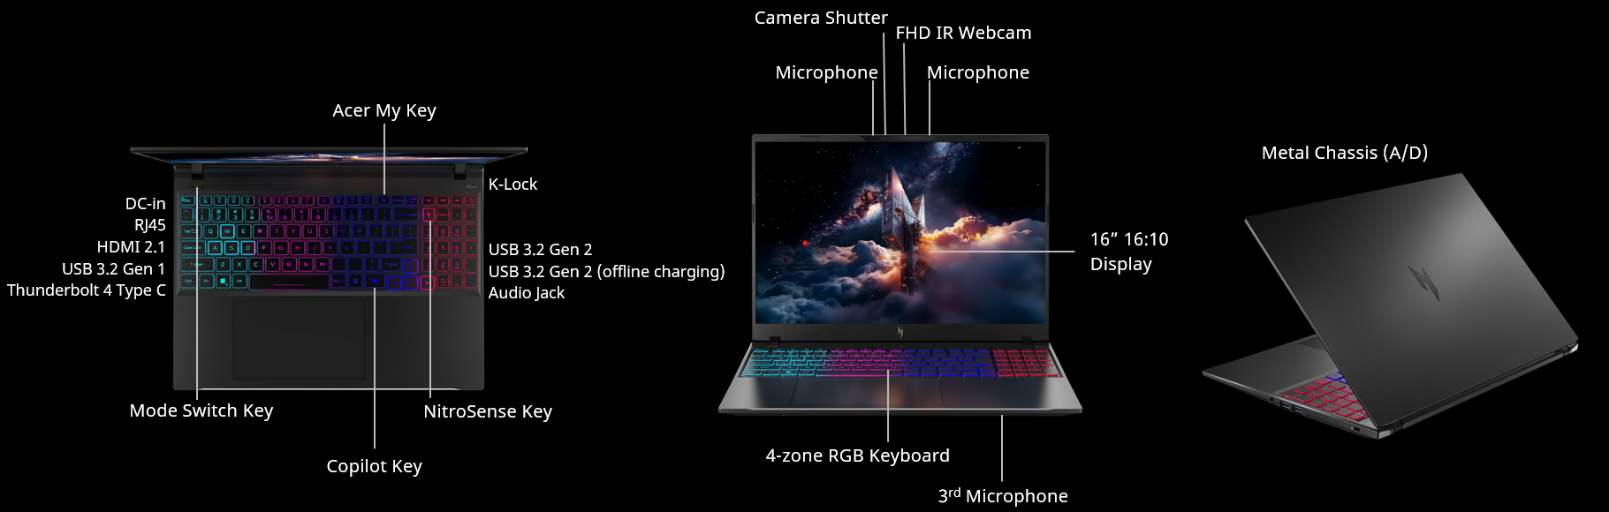 Acer My Key
DC-in
RJ45
HDMI 2.1
USB 3.2 Gen 1
Thunderbolt 4 Type C
K-Lock
USB 3.2 Gen 2
USB 3.2 Gen 2 (offline charging)
Audio Jack
Mode Switch Key
NitroSense Key
Copilot Key
Camera Shutter
FHD IR Webcam
Microphone
Microphone
16” 16:10
Display
4-zone RGB Keyboard
3rd Microphone
Metal Chassis (A/D)